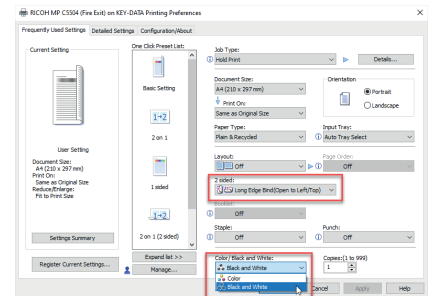 RICOH MP C5504 (Fire Exit) on KEY-DATA Printing Preferences
Frequently Used Settings Detailed Settings Configuration/About
Current Setting
User Setting
Document Size:
A4 (210 x 297 mm)
Print On:
Same as Original Size
Reduce/Enlarge:
Fit to Print Size
Settings Summary
Register Current Settings...
One Click Preset List:
Basic Setting
1→2
2 on 1
1 sided
1→2
2 on 1 (2 sided)
Expand list >>
Manage...
Job Type:
Hold Print
Details...
Document Size:
A4 (210 x 297 mm)
Print On:
Same as Original Size
Orientation
Portrait
Landscape
Paper Type:
Plain & Recycled
Input Tray:
Auto Tray Select
Layout:
Off
Page Order:
Off
2 sided:
Long Edge Bind(Open to Left/Top)
Booklet:
Off
Staple:
Off
Punch:
Off
Color/ Black and White:
Black and White
Color
Black and White
Copies:(1 to 999)
1
Cancel
Apply
Help